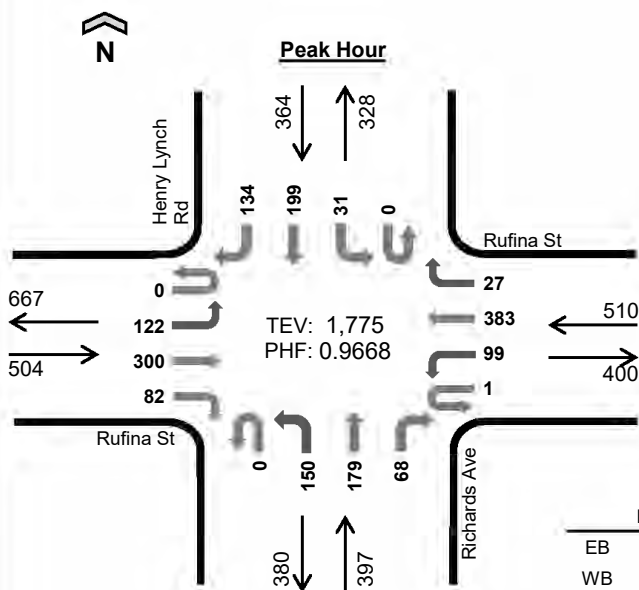 N
Peak Hour
364
328
Henry Lynch
Rd
134
199
31
0
Rufina St
667
0
122
504
300
82
TEV: 1,775
PHF: 0.9668
27
510
383
99
400
1
Rufina St
0
150
179
68
Richards Ave
380
397
EB
WB